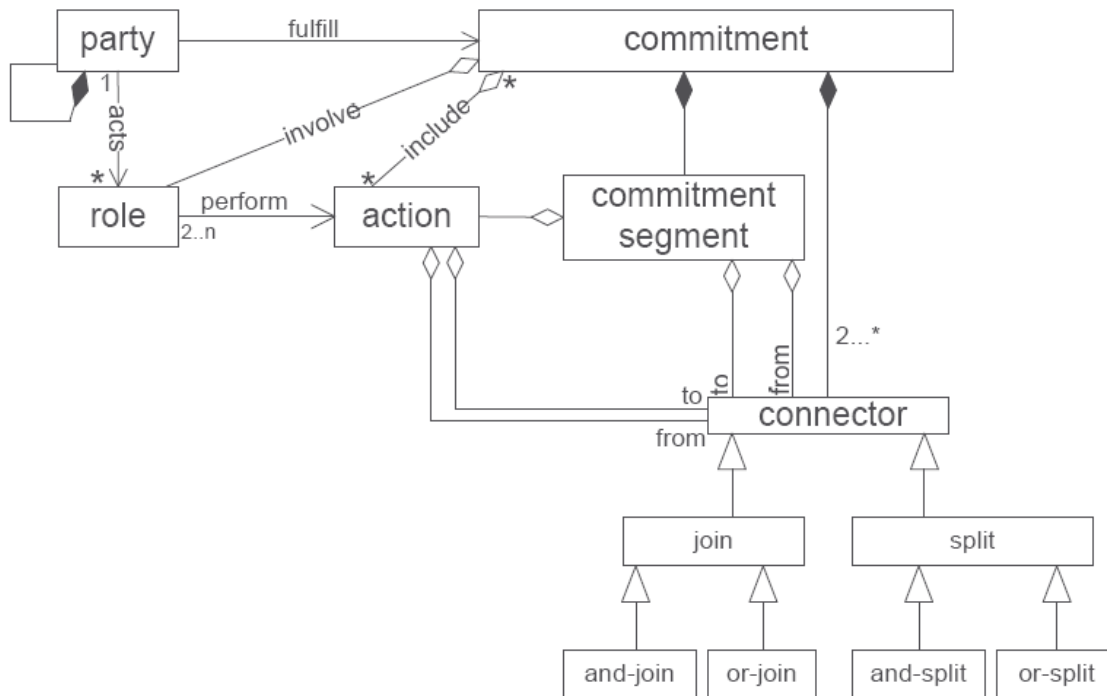 party
fulfill
commitment
1
*
acts
involve
include
*
*
role
perform
2..n
action
commitment
segment
2...*
to
from
to
from
connector
join
split
and-join
or-join
and-split
or-split